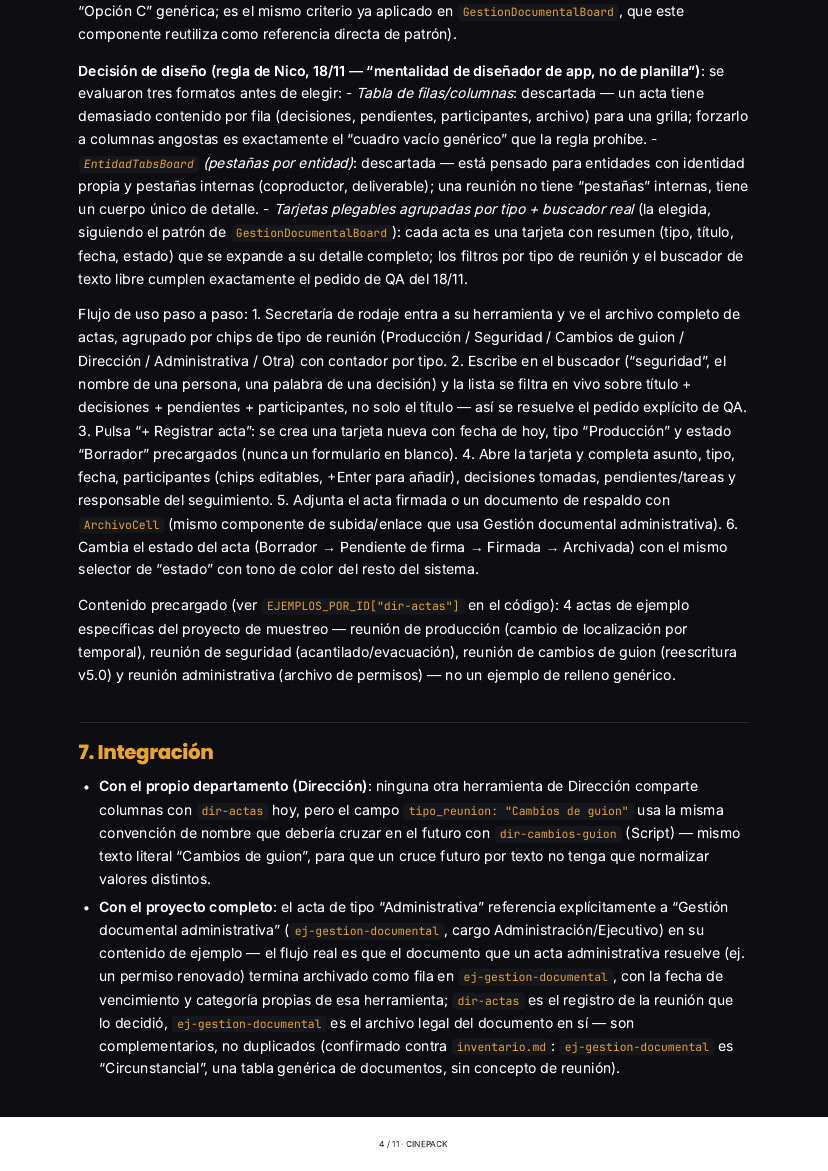 “Opción C” genérica; es el mismo criterio ya aplicado en GestionDocumentalBoard, que este
componente reutiliza como referencia directa de patrón).
Decisión de diseño (regla de Nico, 18/11 — “mentalidad de diseñador de app, no de planilla”): se
evaluaron tres formatos antes de elegir: - Tabla de filas/columnas: descartada — un acta tiene
demasiado contenido por fila (decisiones, pendientes, participantes, archivo) para una grilla; forzarlo
a columnas angostas es exactamente el “cuadro vacío genérico” que la regla prohíbe. -
EntidadTabsBoard (pestañas por entidad): descartada — está pensado para entidades con identidad
propia y pestañas internas (coproductor, deliverable); una reunión no tiene “pestañas” internas, tiene
un cuerpo único de detalle. - Tarjetas plegables agrupadas por tipo + buscador real (la elegida,
siguiendo el patrón de GestionDocumentalBoard): cada acta es una tarjeta con resumen (tipo, título,
fecha, estado) que se expande a su detalle completo; los filtros por tipo de reunión y el buscador de
texto libre cumplen exactamente el pedido de QA del 18/11.
Flujo de uso paso a paso: 1. Secretaría de rodaje entra a su herramienta y ve el archivo completo de
actas, agrupado por chips de tipo de reunión (Producción / Seguridad / Cambios de guion /
Dirección / Administrativa / Otra) con contador por tipo. 2. Escribe en el buscador (“seguridad”, el
nombre de una persona, una palabra de una decisión) y la lista se filtra en vivo sobre título +
decisiones + pendientes + participantes, no solo el título — así se resuelve el pedido explícito de QA.
3. Pulsa “+ Registrar acta”: se crea una tarjeta nueva con fecha de hoy, tipo “Producción” y estado
“Borrador” precargados (nunca un formulario en blanco). 4. Abre la tarjeta y completa asunto, tipo,
fecha, participantes (chips editables, +Enter para añadir), decisiones tomadas, pendientes/tareas y
responsable del seguimiento. 5. Adjunta el acta firmada o un documento de respaldo con
ArchivoCell (mismo componente de subida/enlace que usa Gestión documental administrativa). 6.
Cambia el estado del acta (Borrador → Pendiente de firma → Firmada → Archivada) con el mismo
selector de “estado” con tono de color del resto del sistema.
Contenido precargado (ver EJEMPLOS_POR_ID["dir-actas"] en el código): 4 actas de ejemplo
específicas del proyecto de muestreo — reunión de producción (cambio de localización por
temporal), reunión de seguridad (acantilado/evacuación), reunión de cambios de guion (reescritura
v5.0) y reunión administrativa (archivo de permisos) — no un ejemplo de relleno genérico.
7. Integración
• Con el propio departamento (Dirección): ninguna otra herramienta de Dirección comparte
columnas con dir-actas hoy, pero el campo tipo_reunion: "Cambios de guion" usa la misma
convención de nombre que debería cruzar en el futuro con dir-cambios-guion (Script) — mismo
texto literal “Cambios de guion”, para que un cruce futuro por texto no tenga que normalizar
valores distintos.
• Con el proyecto completo: el acta de tipo “Administrativa” referencia explícitamente a “Gestión
documental administrativa” (ej-gestion-documental, cargo Administración/Ejecutivo) en su
contenido de ejemplo — el flujo real es que el documento que un acta administrativa resuelve (ej.
un permiso renovado) termina archivado como fila en ej-gestion-documental, con la fecha de
vencimiento y categoría propias de esa herramienta; dir-actas es el registro de la reunión que
lo decidió, ej-gestion-documental es el archivo legal del documento en sí — son
complementarios, no duplicados (confirmado contra inventario.md: ej-gestion-documental es
“Circunstancial”, una tabla genérica de documentos, sin concepto de reunión).
4 / 11 · CINEPACK